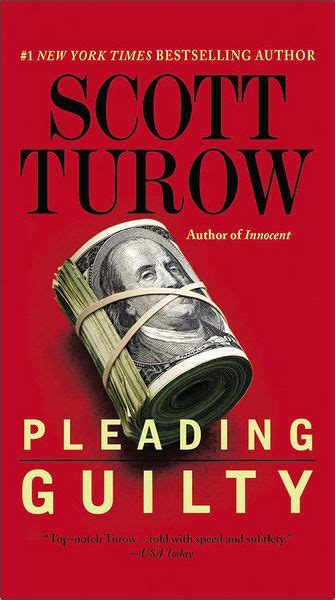 #1 NEW YORK TIMES BESTSELLING AUTHOR
SCOTT
TUROW
Author of Innocent
PLEADING
GUILTY
"Top-notch Turow...told with speed and subtlety."
—USA Today